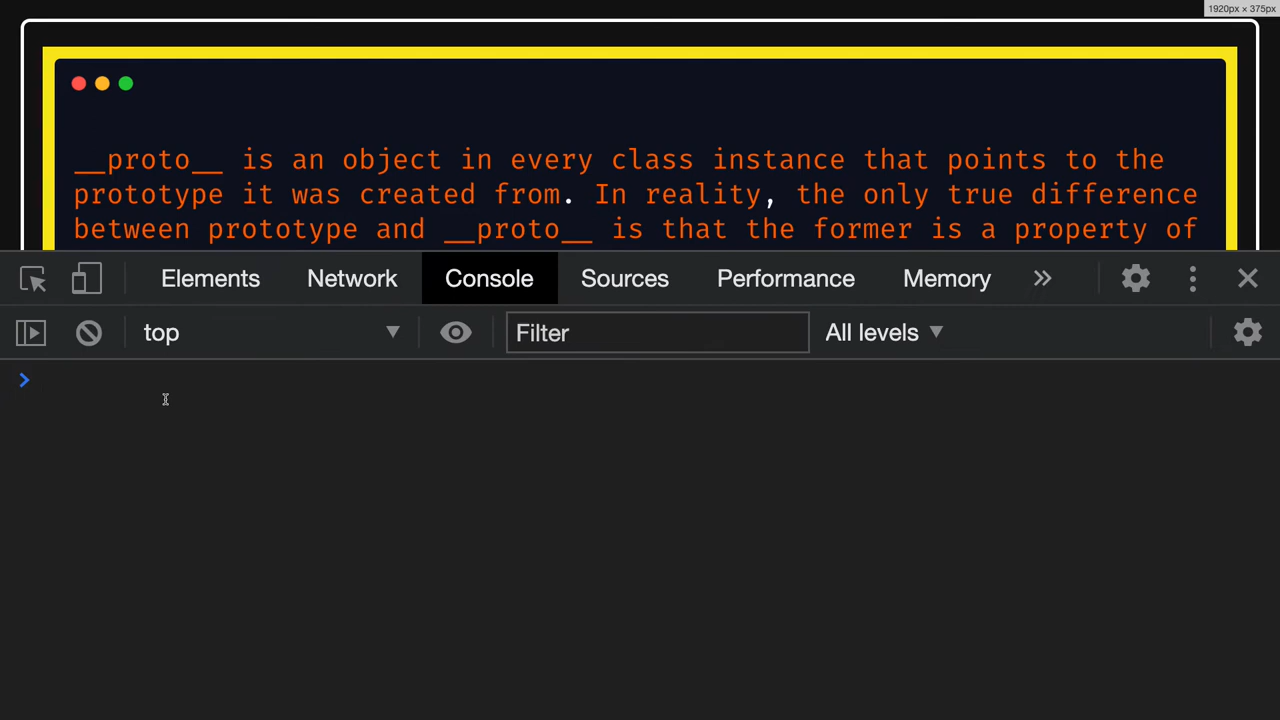 1920px × 375px
__proto__ is an object in every class instance that points to the
prototype it was created from. In reality, the only true difference
between prototype and __proto__ is that the former is a property of
Elements Network Console Sources Performance Memory »
top Filter All levels
>